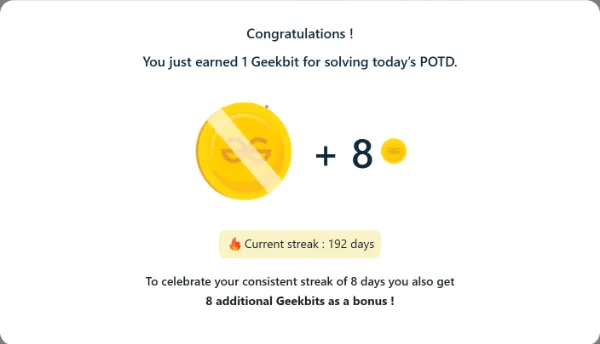 Congratulations !
You just earned 1 Geekbit for solving today's POTD.
+ 8
Current streak : 192 days
To celebrate your consistent streak of 8 days you also get
8 additional Geekbits as a bonus !